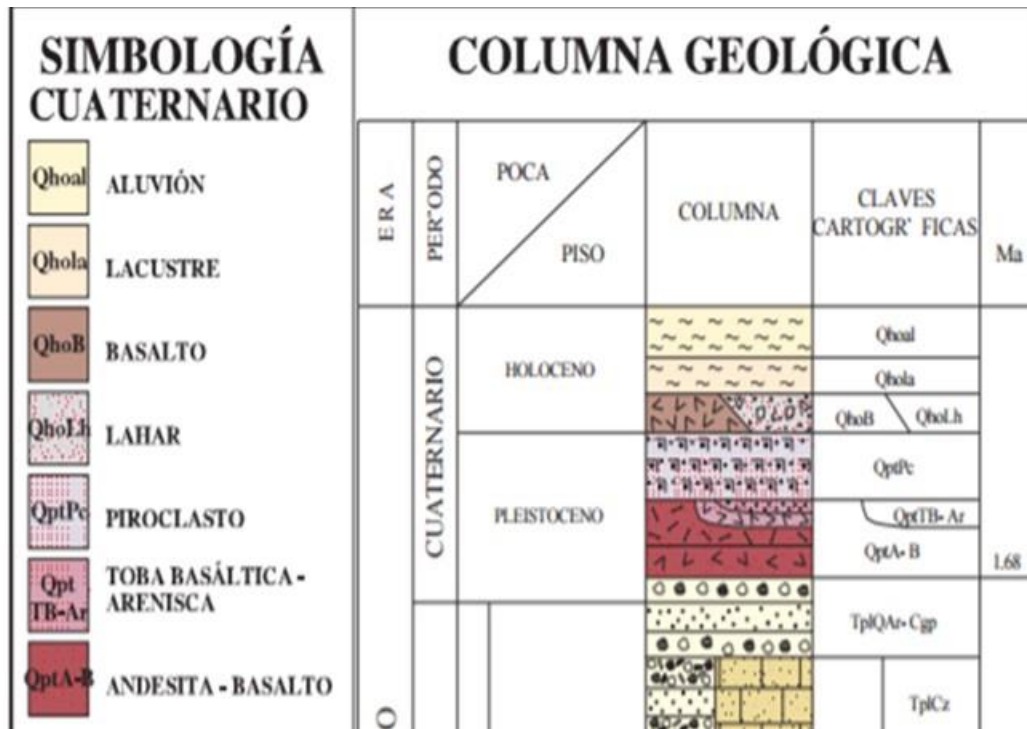 SIMBOLOGÍA
CUATERNARIO
Qhoal
ALUVIÓN
Qhola
LACUSTRE
QhoB
BASALTO
QhoLh
LAHAR
QptPc
PIROCLASTO
Qpt
TB-Ar
TOBA BASÁLTICA -
ARENISCA
QptA-B
ANDESITA - BASALTO
COLUMNA GEOLÓGICA
ERA
PER´ODO
POCA
PISO
COLUMNA
CLAVES
CARTOGR´ FICAS
Ma
CUATERNARIO
HOLOCENO
Qhoal
Qhola
QhoB
QhoLh
PLEISTOCENO
QptPc
QptTB- Ar
QptA- B
1.68
TplQAr- Cgp
TplCz
O